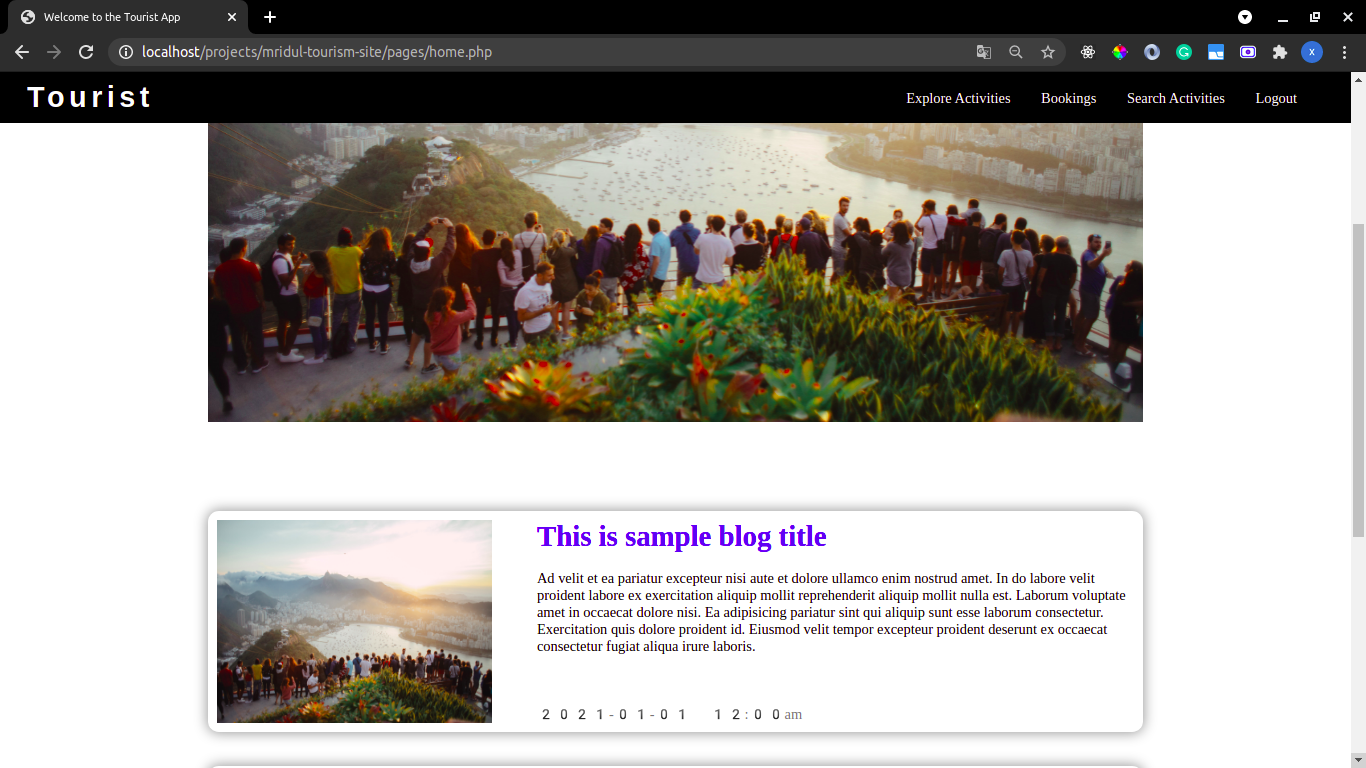 Welcome to the Tourist App
localhost/projects/mridul-tourism-site/pages/home.php
x
Tourist
Explore Activities
Bookings
Search Activities
Logout
This is sample blog title
Ad velit et ea pariatur excepteur nisi aute et dolore ullamco enim nostrud amet. In do labore velit
proident labore ex exercitation aliquip mollit reprehenderit aliquip mollit nulla est. Laborum voluptate
amet in occaecat dolore nisi. Ea adipisicing pariatur sint qui aliquip sunt esse laborum consectetur.
Exercitation quis dolore proident id. Eiusmod velit tempor excepteur proident deserunt ex occaecat
consectetur fugiat aliqua irure laboris.
2021-01-01 12:00am